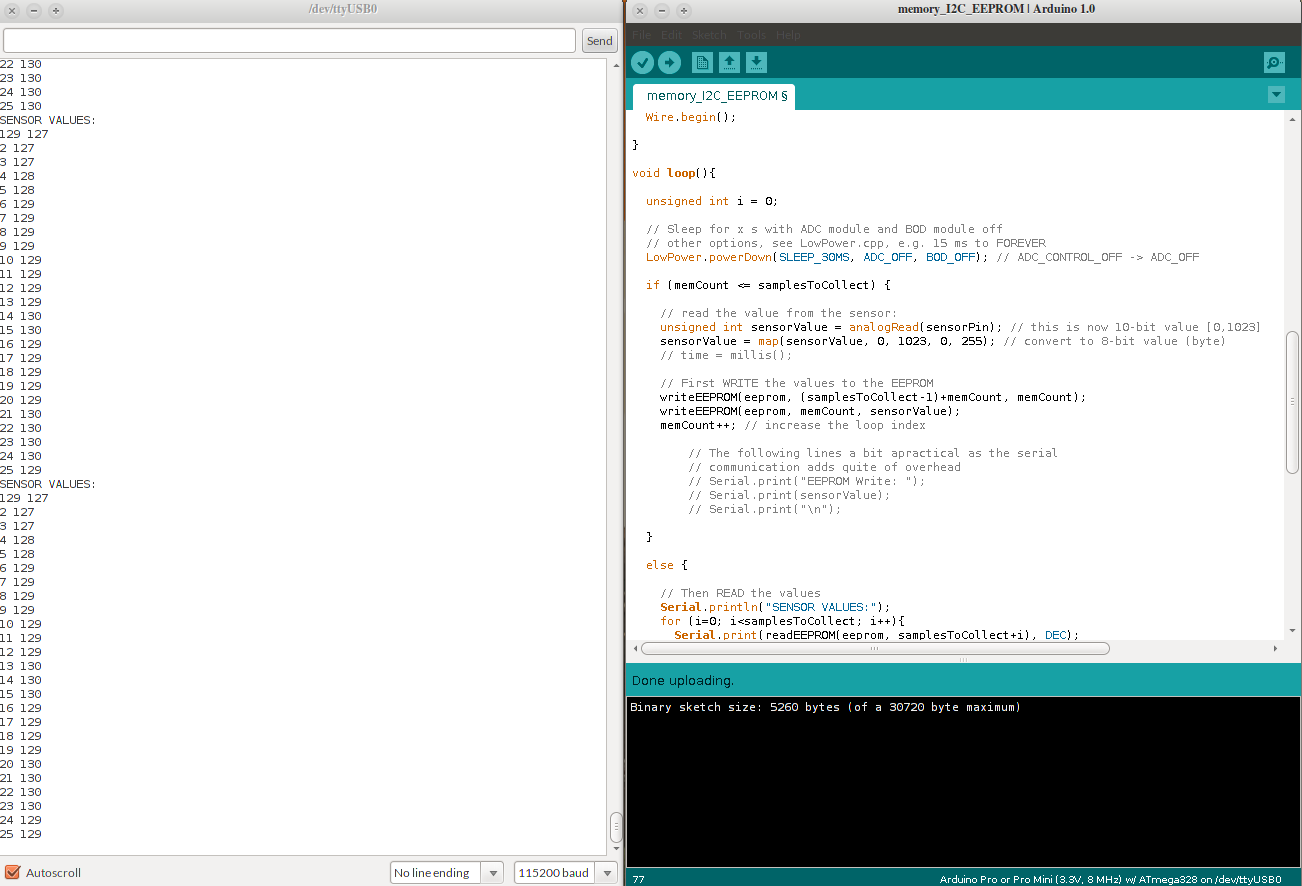 /dev/ttyUSB0
Send
22 130
23 130
24 130
25 130
SENSOR VALUES:
129 127
2 127
3 127
4 128
5 128
6 129
7 129
8 129
9 129
10 129
11 129
12 129
13 129
14 130
15 130
16 129
17 129
18 129
19 129
20 129
21 130
22 130
23 130
24 130
25 129
SENSOR VALUES:
129 127
2 127
3 127
4 128
5 128
6 129
7 129
8 129
9 129
10 129
11 129
12 129
13 130
14 130
15 130
16 129
17 129
18 129
19 129
20 130
21 130
22 130
23 130
24 129
25 129
Autoscroll
No line ending
115200 baud
memory_I2C_EEPROM | Arduino 1.0
File Edit Sketch Tools Help
memory_I2C_EEPROM §
Wire.begin();
}
void loop(){
unsigned int i = 0;
// Sleep for x s with ADC module and BOD module off
// other options, see LowPower.cpp, e.g. 15 ms to FOREVER
LowPower.powerDown(SLEEP_30MS, ADC_OFF, BOD_OFF); // ADC_CONTROL_OFF -> ADC_OFF
if (memCount <= samplesToCollect) {
// read the value from the sensor:
unsigned int sensorValue = analogRead(sensorPin); // this is now 10-bit value [0,1023]
sensorValue = map(sensorValue, 0, 1023, 0, 255); // convert to 8-bit value (byte)
// time = millis();
// First WRITE the values to the EEPROM
writeEEPROM(eeprom, (samplesToCollect-1)+memCount, memCount);
writeEEPROM(eeprom, memCount, sensorValue);
memCount++; // increase the loop index
// The following lines a bit apractical as the serial
// communication adds quite of overhead
// Serial.print("EEPROM Write: ");
// Serial.print(sensorValue);
// Serial.print("\n");
}
else {
// Then READ the values
Serial.println("SENSOR VALUES:");
for (i=0; i<samplesToCollect; i++){
Serial.print(readEEPROM(eeprom, samplesToCollect+i), DEC);
Done uploading.
Binary sketch size: 5260 bytes (of a 30720 byte maximum)
77
Arduino Pro or Pro Mini (3.3V, 8 MHz) w/ ATmega328 on /dev/ttyUSB0